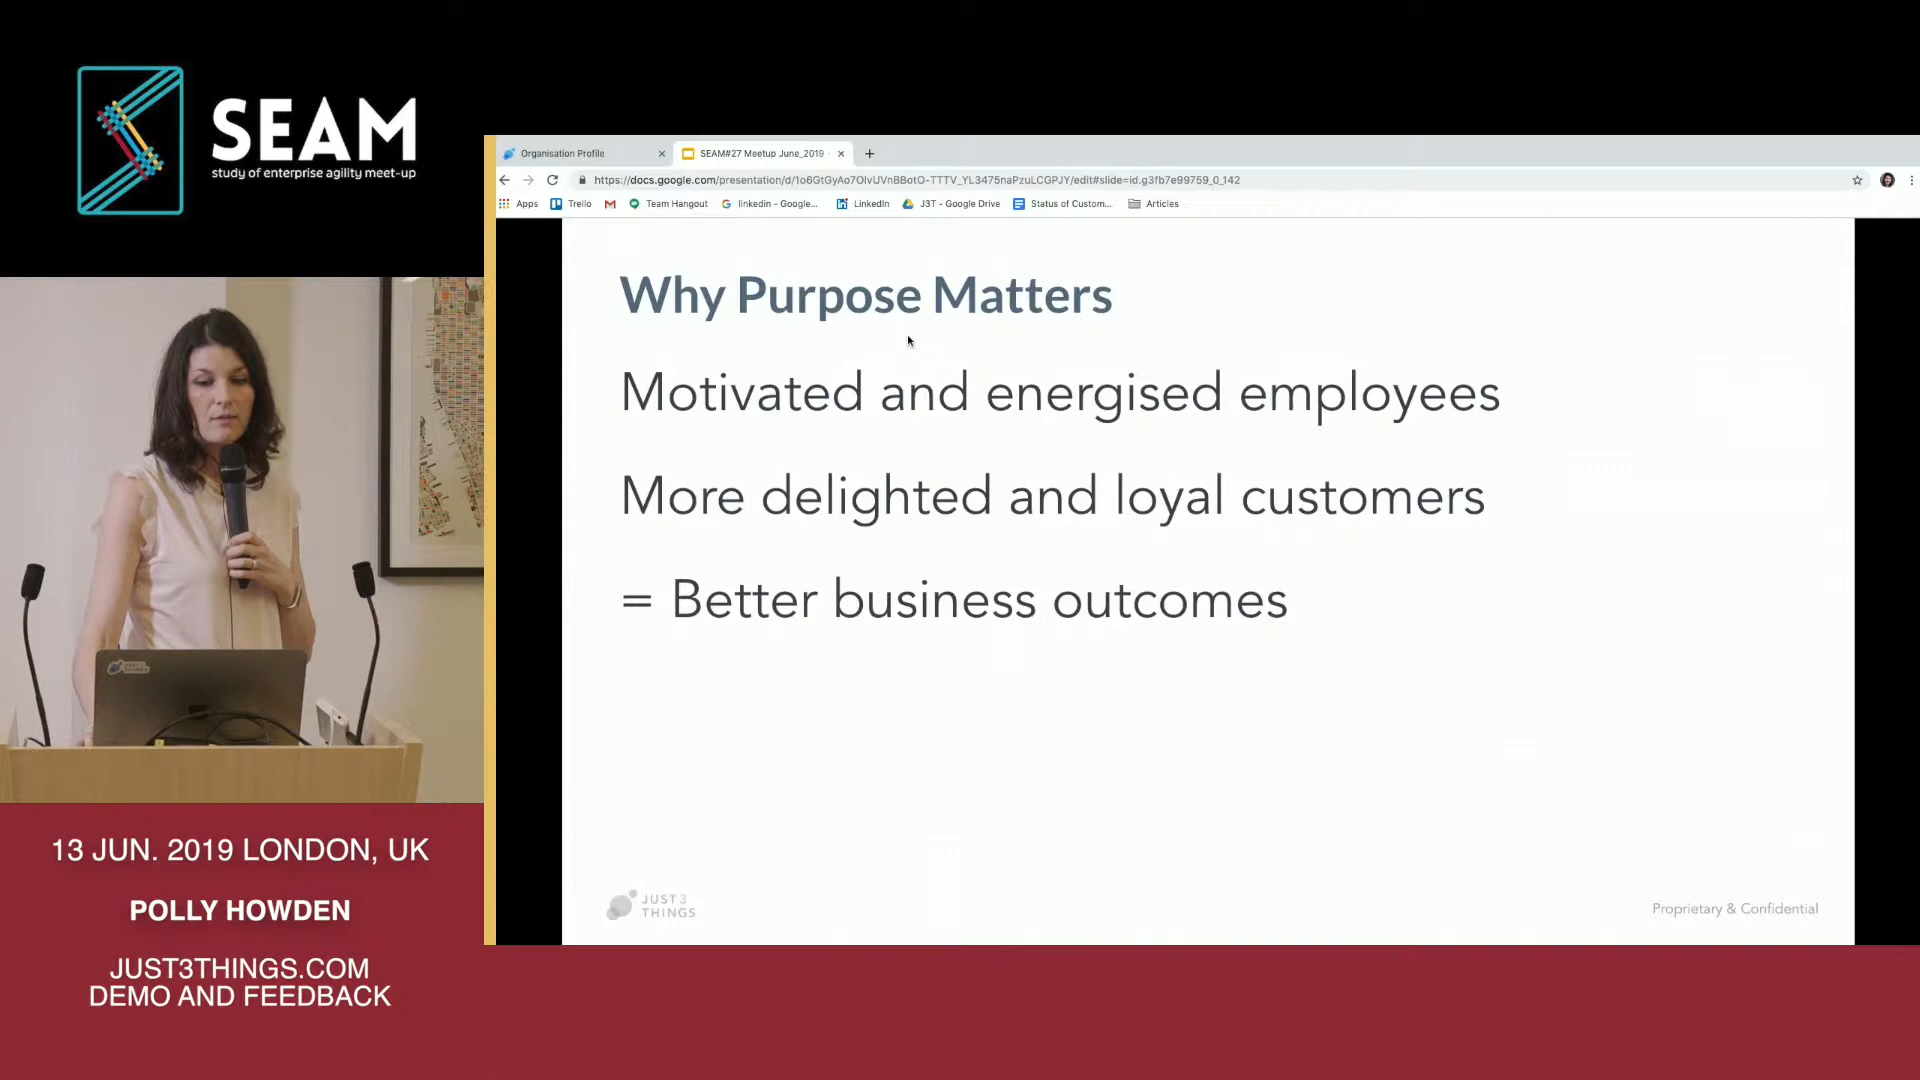 SEAM
study of enterprise agility meet-up
Organisation Profile
SEAM#27 Meetup June_2019
https://docs.google.com/presentation/d/1o6GtGyAo7OlvUVnBBotO-TTTV_YL3475naPzuLCGPJY/edit#slide=id.g3fb7e99759_0_142
Apps Trello Team Hangout linkedin - Google... LinkedIn J3T - Google Drive Status of Custom... Articles
Why Purpose Matters
Motivated and energised employees
More delighted and loyal customers
= Better business outcomes
JUST3
THINGS
Proprietary & Confidential
JUST3
THINGS
13 JUN. 2019 LONDON, UK
POLLY HOWDEN
JUST3THINGS.COM
DEMO AND FEEDBACK